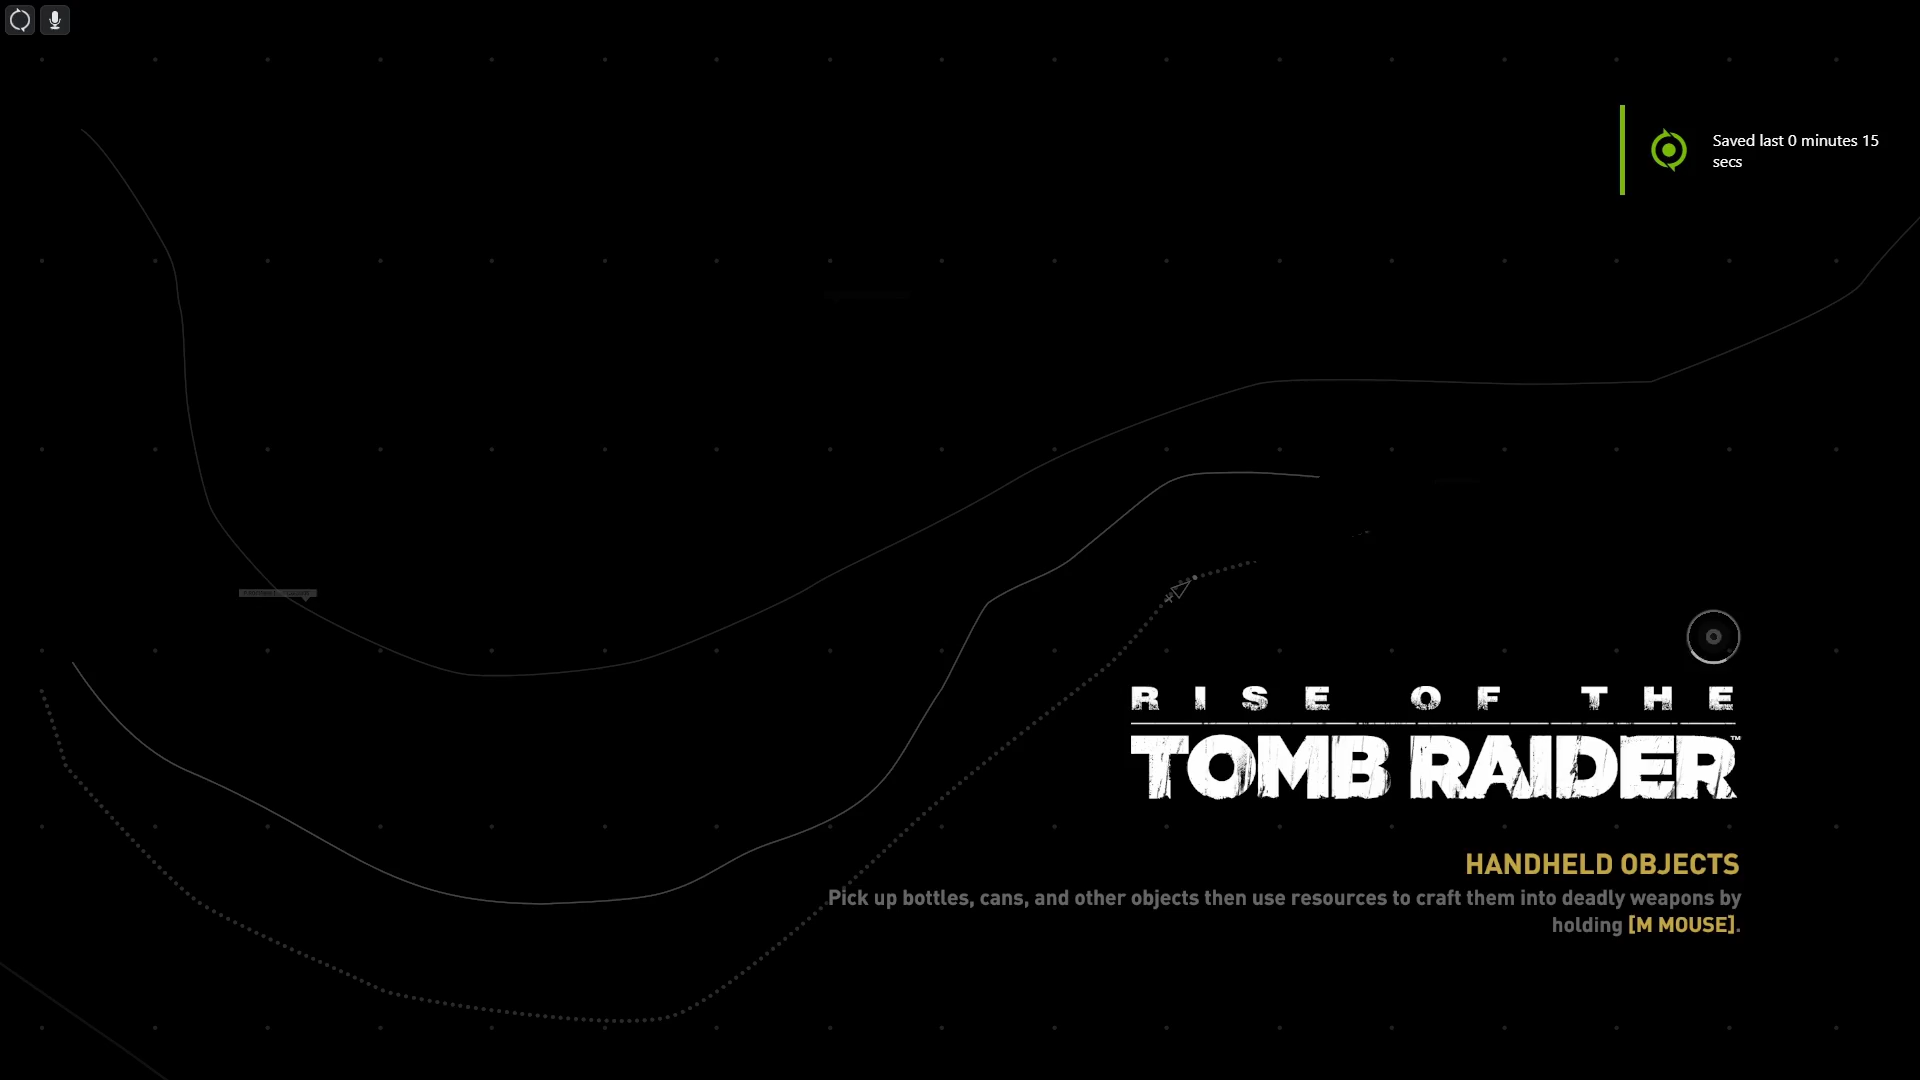 Saved last 0 minutes 15
secs
RISE OF THE
TOMB RAIDER™
HANDHELD OBJECTS
Pick up bottles, cans, and other objects then use resources to craft them into deadly weapons by
holding [M MOUSE].